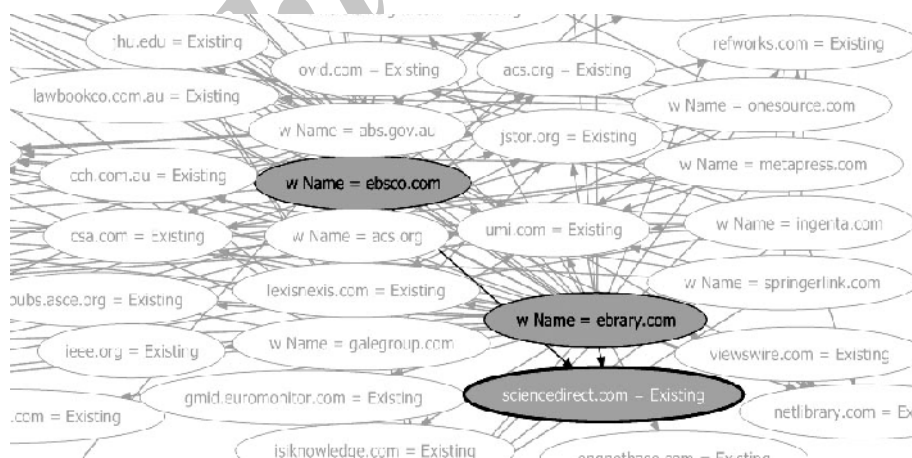 jhu.edu = Existing
refworks.com = Existing
ovid.com = Existing
acs.org = Existing
lawbookco.com.au = Existing
w Name = onesource.com
w Name = abs.gov.au
jstor.org = Existing
w Name = metapress.com
cch.com.au = Existing
w Name = ebsco.com
w Name = ingenta.com
csa.com = Existing
w Name = acs.org
umi.com = Existing
w Name = springerlink.com
pubs.asce.org = Existing
lexisnexis.com = Existing
w Name = ebrary.com
ieee.org = Existing
w Name = galegroup.com
viewswire.com = Existing
sciencedirect.com = Existing
gmid.euromonitor.com = Existing
.com = Existing
netlibrary.com = Ex
isiknowledge.com = Existing